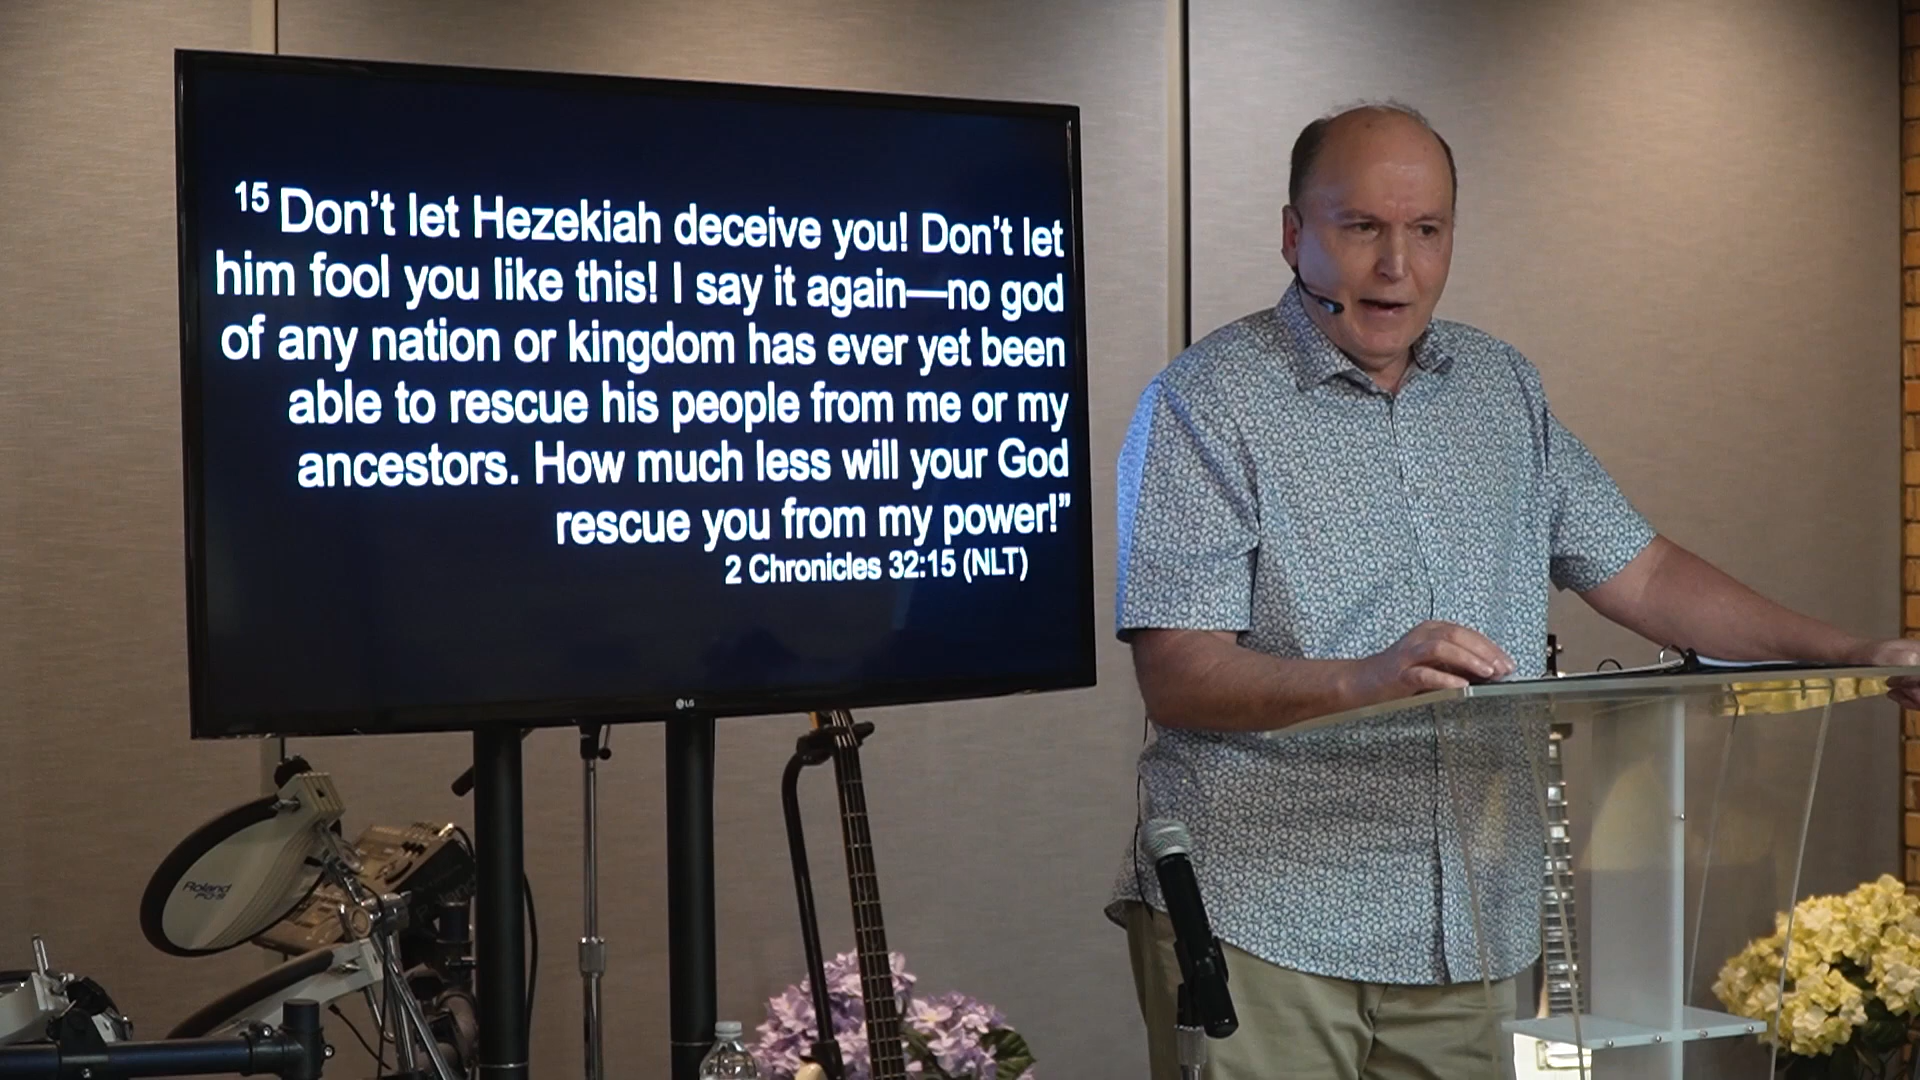 15 Don't let Hezekiah deceive you! Don't let
him fool you like this! I say it again—no god
of any nation or kingdom has ever yet been
able to rescue his people from me or my
ancestors. How much less will your God
rescue you from my power!”
2 Chronicles 32:15 (NLT)
LG
Roland